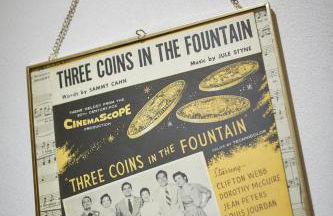 THREE COINS IN THE FOUNTAIN
Words by SAMMY CAHN
Music by JULE STYNE
THEME MELODY FROM THE
20TH CENTURY-FOX
CINEMASCOPE
PRODUCTION
COLOR BY TECHNICOLOR
"THREE COINS IN THE FOUNTAIN"
Starring
CLIFTON WEBB
DOROTHY McGUIRE
JEAN PETERS
LOUIS JOURDAN